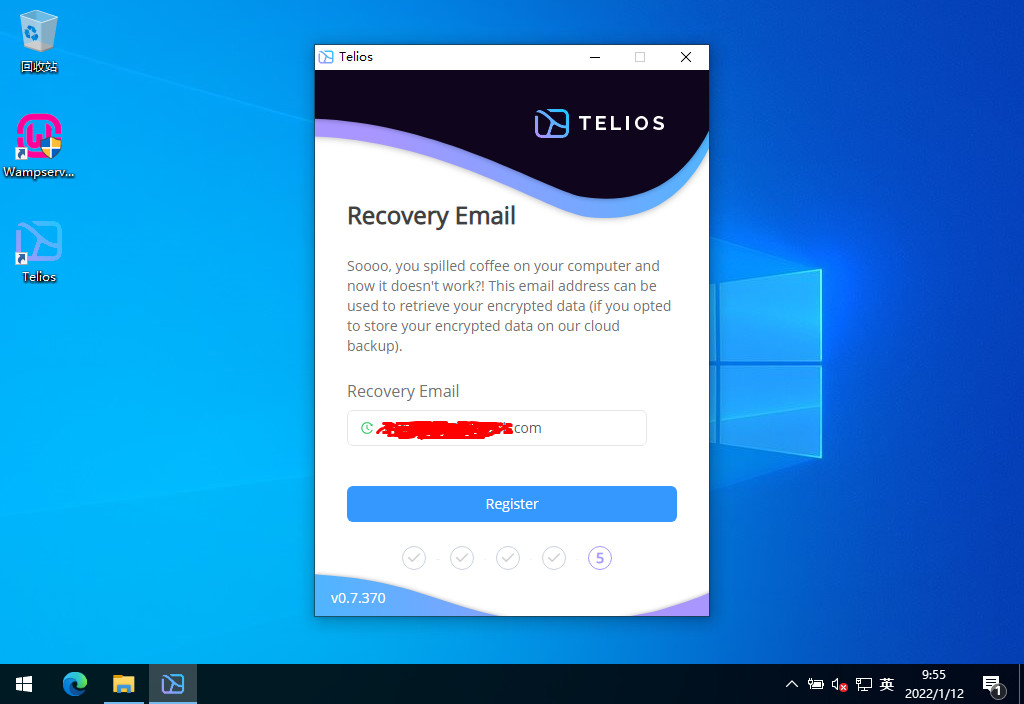 回收站
Wampserv...
Telios
Telios
TELIOS
Recovery Email
Soooo, you spilled coffee on your computer and
now it doesn't work?! This email address can be
used to retrieve your encrypted data (if you opted
to store your encrypted data on our cloud
backup).
Recovery Email
.com
Register
5
v0.7.370
英
9:55
2022/1/12
1